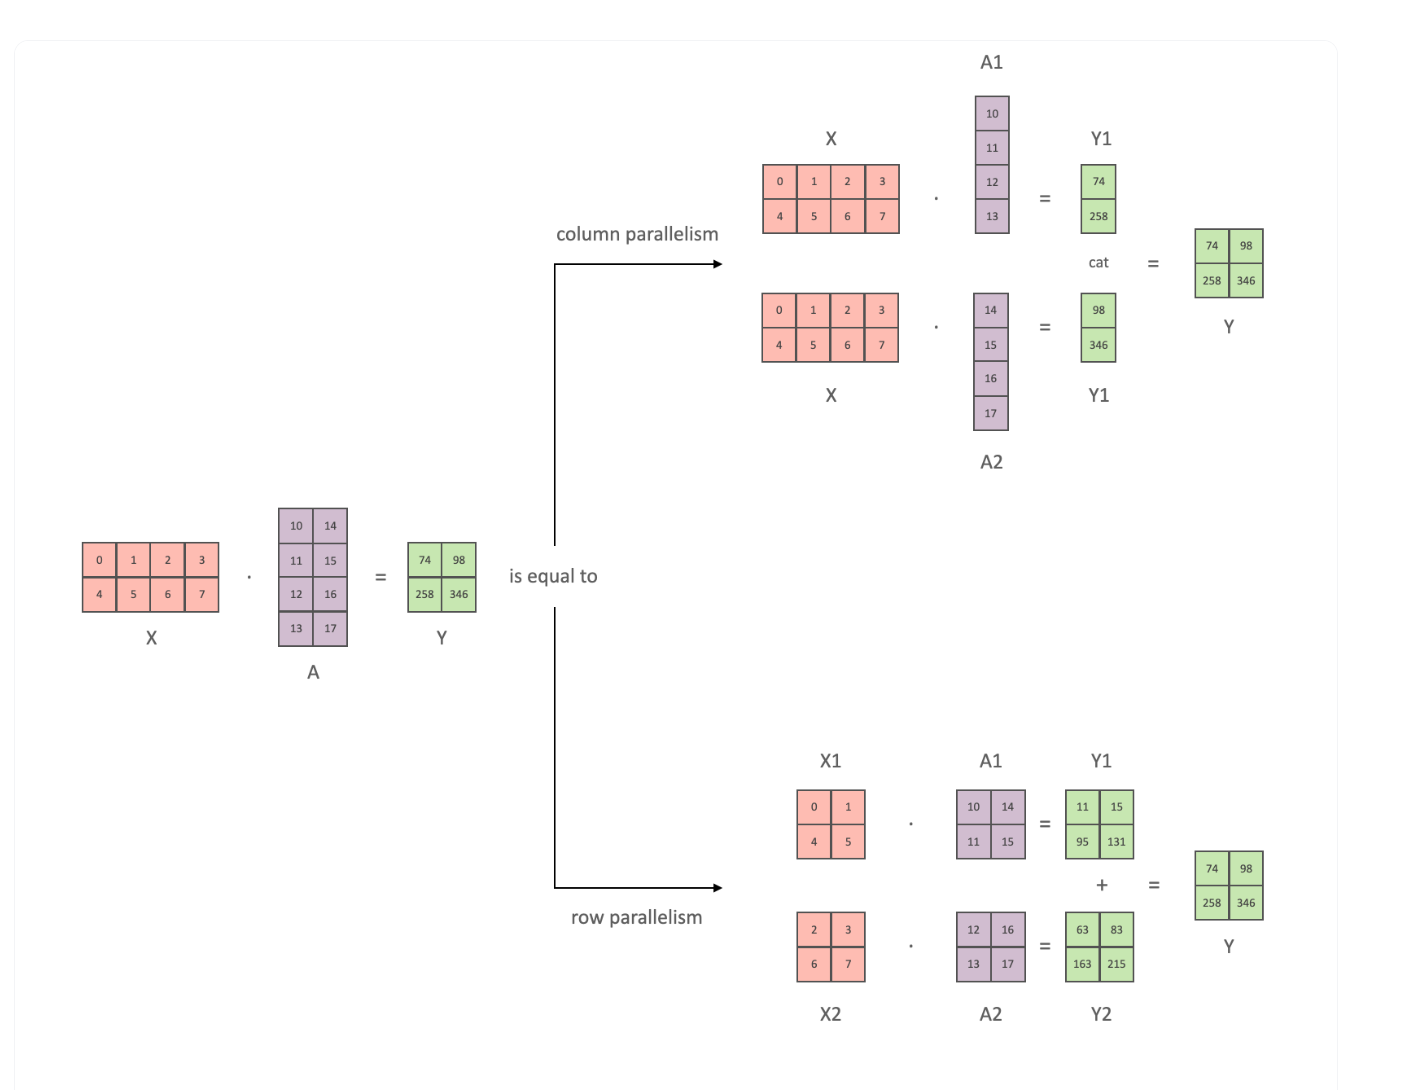 A1
10
11
12
13
X
0 1 2 3
4 5 6 7
·
=
Y1
74
258
column parallelism
cat
=
74 98
258 346
Y
0 1 2 3
4 5 6 7
X
·
14
15
16
17
A2
=
98
346
Y1
0 1 2 3
4 5 6 7
X
·
10 14
11 15
12 16
13 17
A
=
74 98
258 346
Y
is equal to
row parallelism
X1
0 1
4 5
·
A1
10 14
11 15
=
Y1
11 15
95 131
+
=
74 98
258 346
Y
2 3
6 7
X2
·
12 16
13 17
A2
=
63 83
163 215
Y2